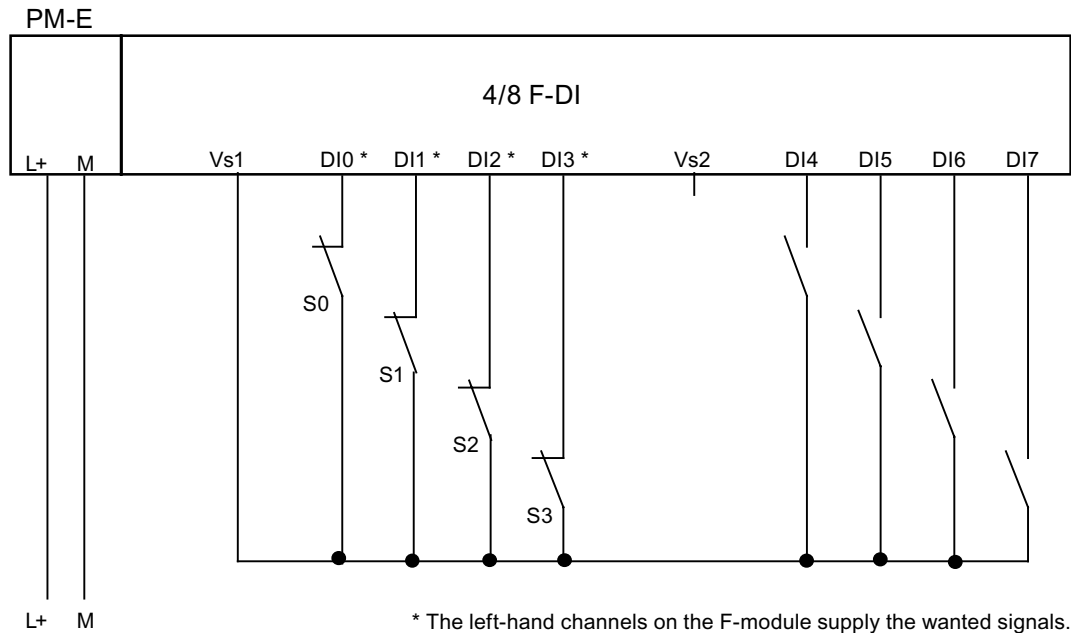 PM-E
4/8 F-DI
L+ M Vs1 DI0 * DI1 * DI2 * DI3 * Vs2 DI4 DI5 DI6 DI7
S0
S1
S2
S3
L+ M * The left-hand channels on the F-module supply the wanted signals.